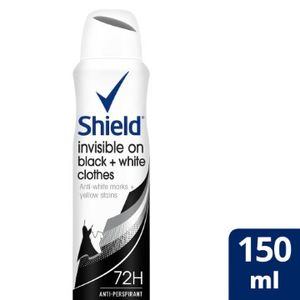 Shield
invisible on
black + white
clothes
Anti-white marks +
yellow stains
72H
ANTI-PERSPIRANT
150
ml